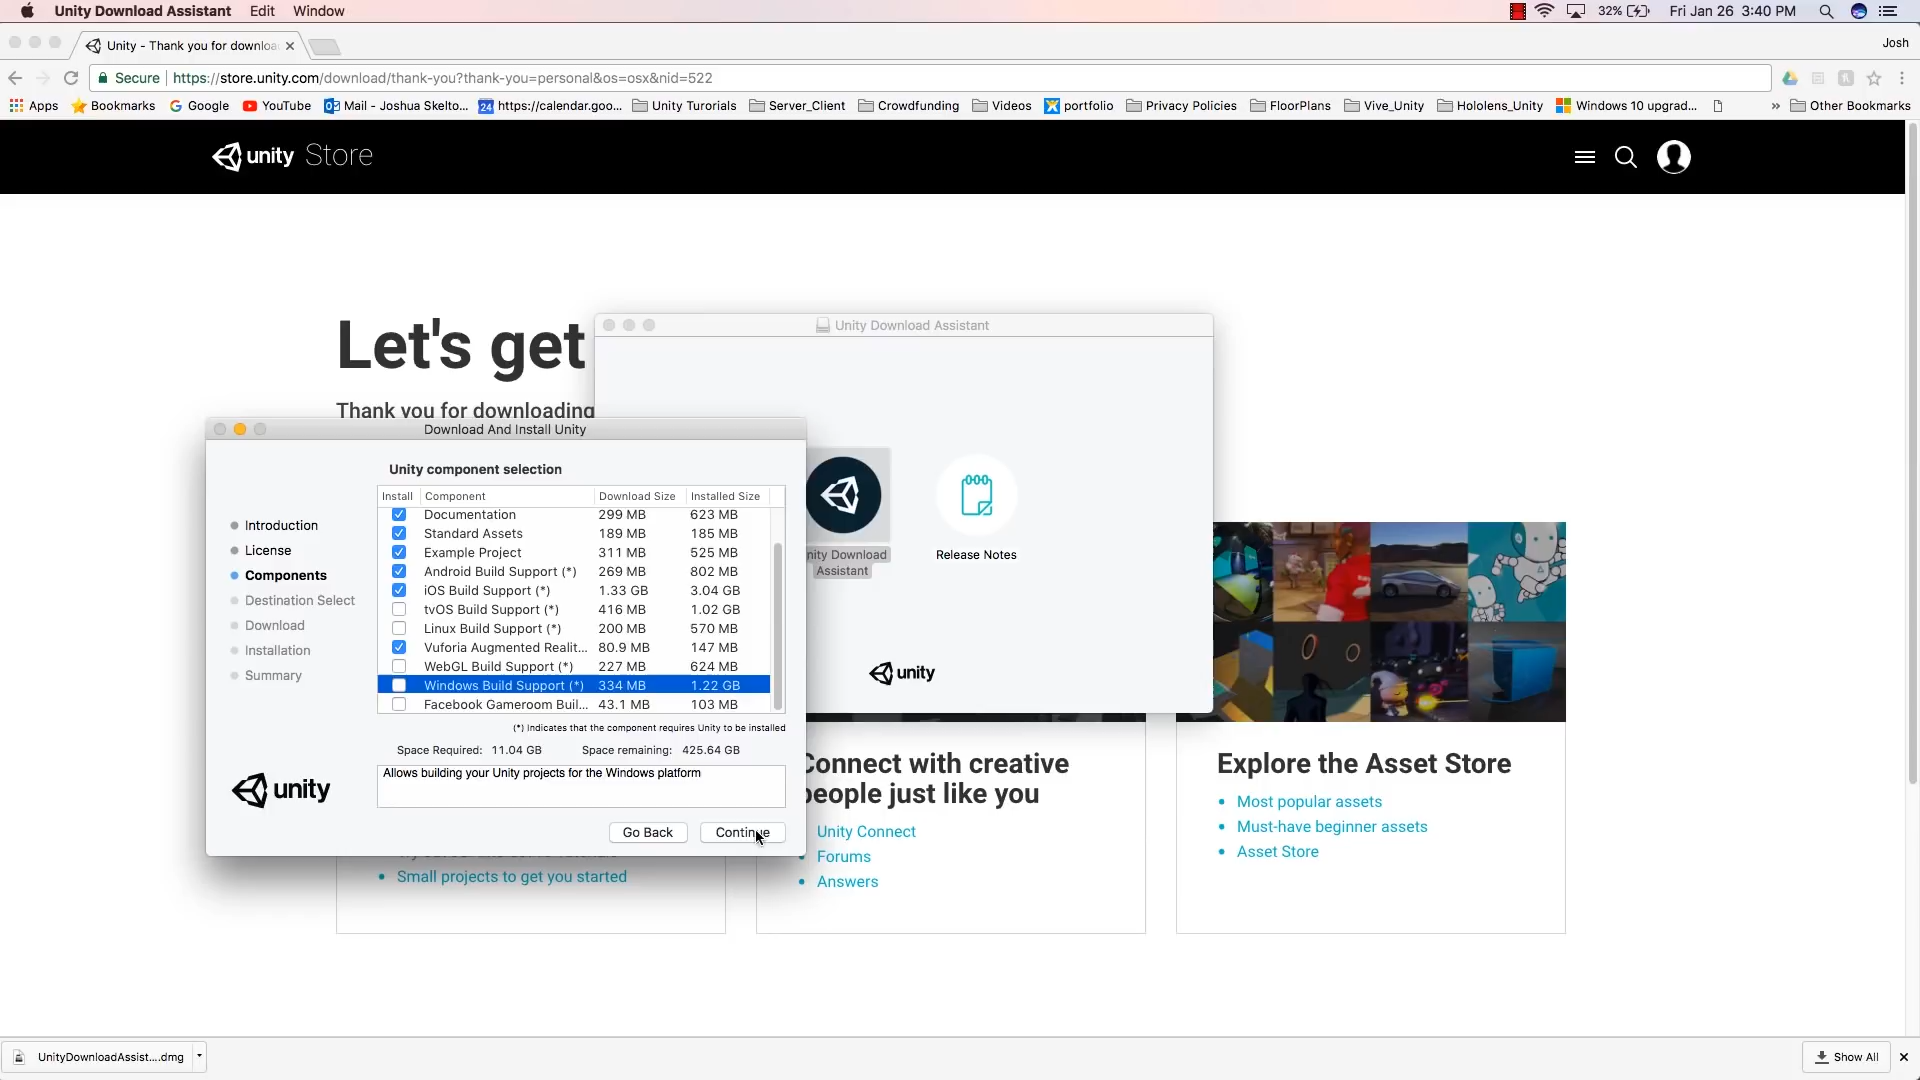 Unity Download Assistant Edit Window
32% Fri Jan 26 3:40 PM
Unity - Thank you for downloa
Josh
Secure https://store.unity.com/download/thank-you?thank-you=personal&os=osx&nid=522
Apps Bookmarks Google YouTube Mail - Joshua Skelto... 24 https://calendar.goo... Unity Turorials Server_Client Crowdfunding Videos portfolio Privacy Policies FloorPlans Vive_Unity Hololens_Unity Windows 10 upgrad... » Other Bookmarks
unity Store
Let's get
Thank you for downloading
Unity Download Assistant
nity Download
Assistant
Release Notes
unity
Download And Install Unity
Unity component selection
Introduction
License
Components
Destination Select
Download
Installation
Summary
Install Component Download Size Installed Size
Documentation 299 MB 623 MB
Standard Assets 189 MB 185 MB
Example Project 311 MB 525 MB
Android Build Support (*) 269 MB 802 MB
iOS Build Support (*) 1.33 GB 3.04 GB
tvOS Build Support (*) 416 MB 1.02 GB
Linux Build Support (*) 200 MB 570 MB
Vuforia Augmented Realit... 80.9 MB 147 MB
WebGL Build Support (*) 227 MB 624 MB
Windows Build Support (*) 334 MB 1.22 GB
Facebook Gameroom Buil... 43.1 MB 103 MB
(*) Indicates that the component requires Unity to be installed
Space Required: 11.04 GB Space remaining: 425.64 GB
Allows building your Unity projects for the Windows platform
unity
Go Back Continue
Small projects to get you started
Connect with creative
people just like you
Unity Connect
Forums
Answers
Explore the Asset Store
Most popular assets
Must-have beginner assets
Asset Store
UnityDownloadAssist....dmg
Show All